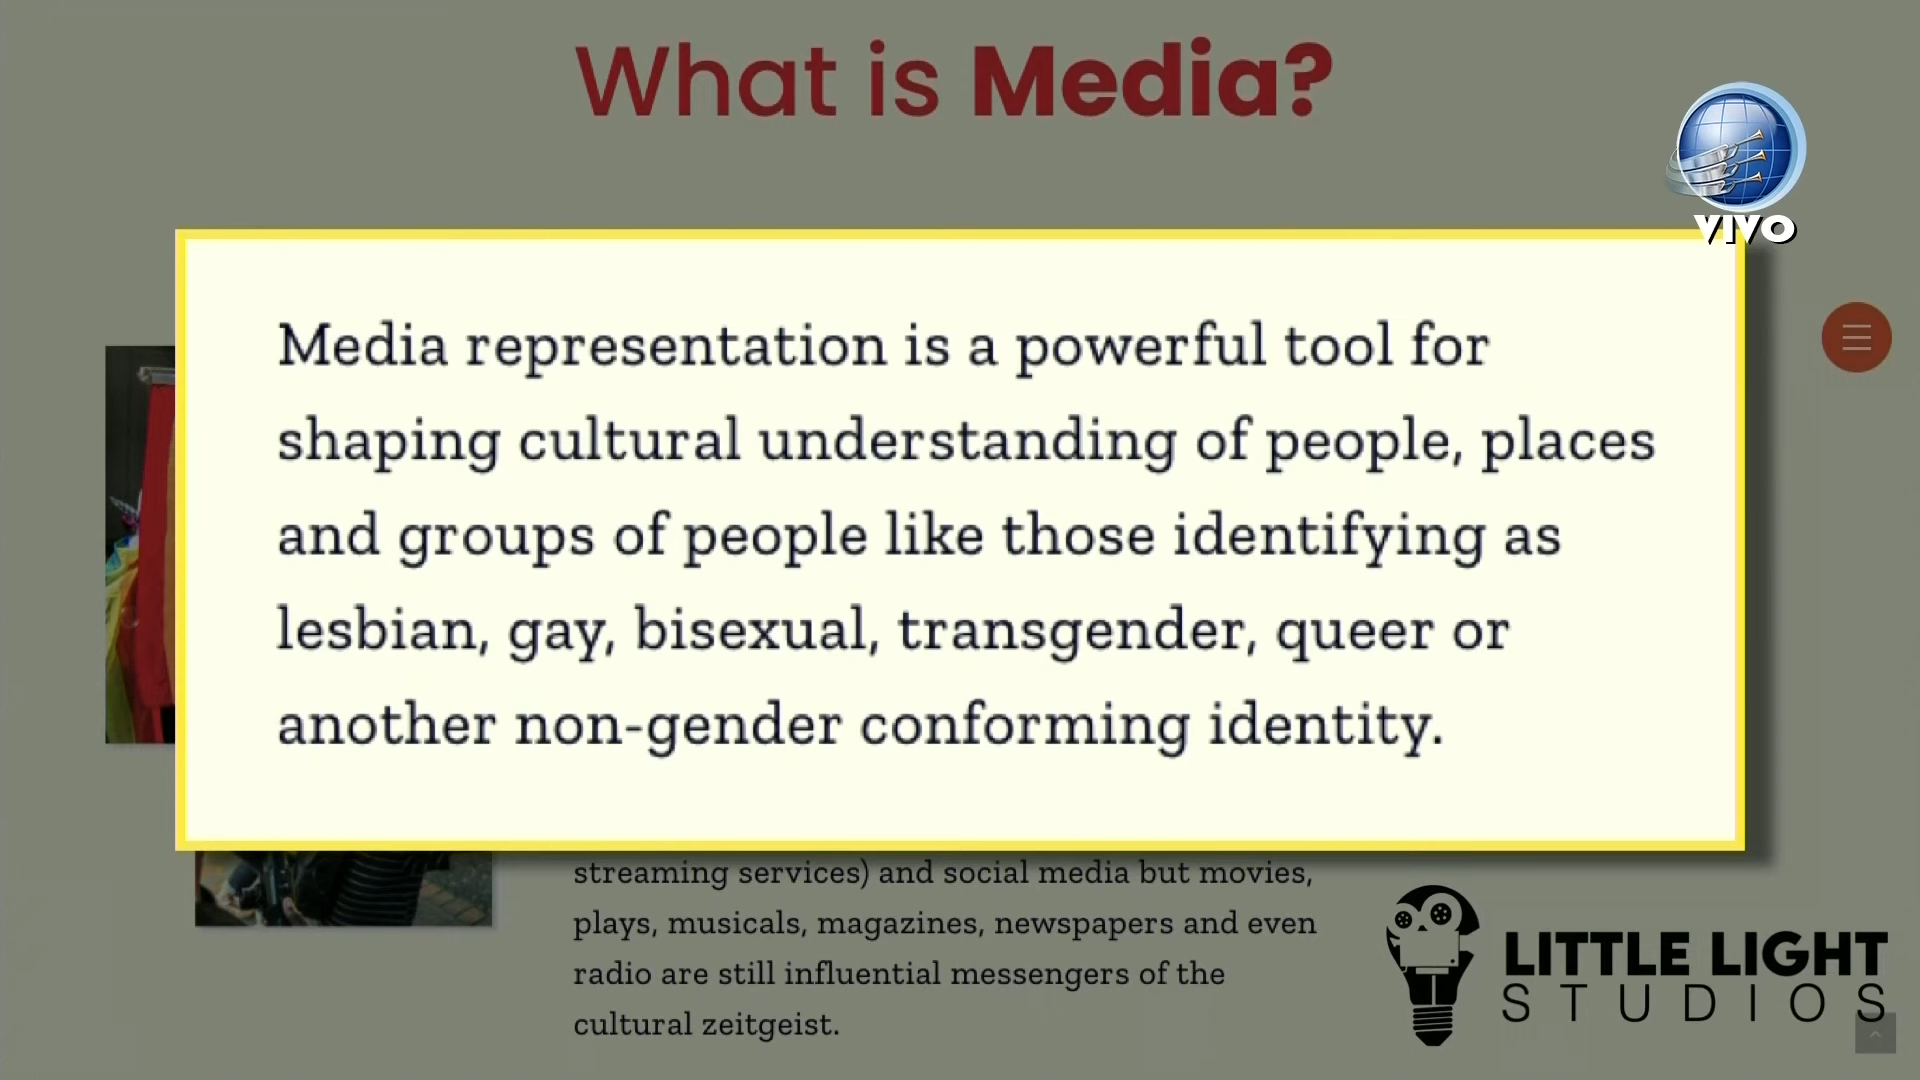 What is Media?
VIVO
Media representation is a powerful tool for
shaping cultural understanding of people, places
and groups of people like those identifying as
lesbian, gay, bisexual, transgender, queer or
another non-gender conforming identity.
streaming services) and social media but movies,
plays, musicals, magazines, newspapers and even
radio are still influential messengers of the
cultural zeitgeist.
LITTLE LIGHT
STUDIOS